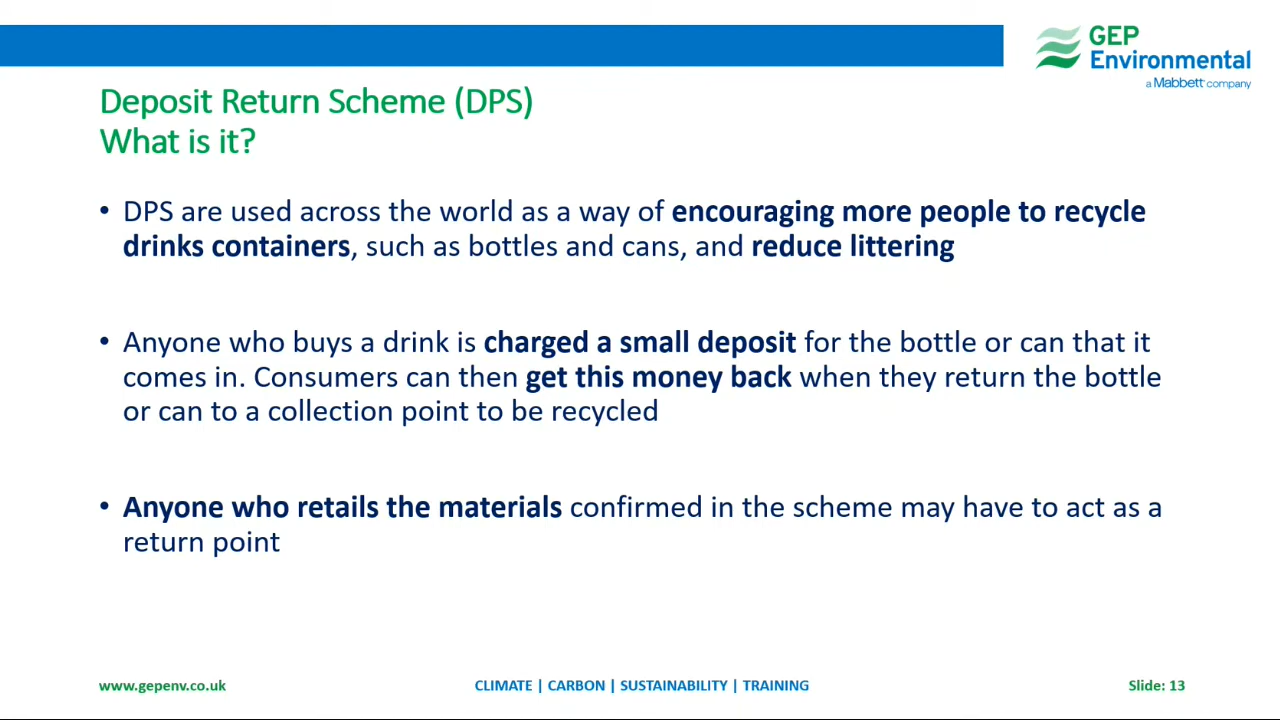 GEP
Environmental
a Mabbett company
Deposit Return Scheme (DPS)
What is it?
• DPS are used across the world as a way of encouraging more people to recycle
drinks containers, such as bottles and cans, and reduce littering
• Anyone who buys a drink is charged a small deposit for the bottle or can that it
comes in. Consumers can then get this money back when they return the bottle
or can to a collection point to be recycled
• Anyone who retails the materials confirmed in the scheme may have to act as a
return point
www.gepenv.co.uk
CLIMATE | CARBON | SUSTAINABILITY | TRAINING
Slide: 13